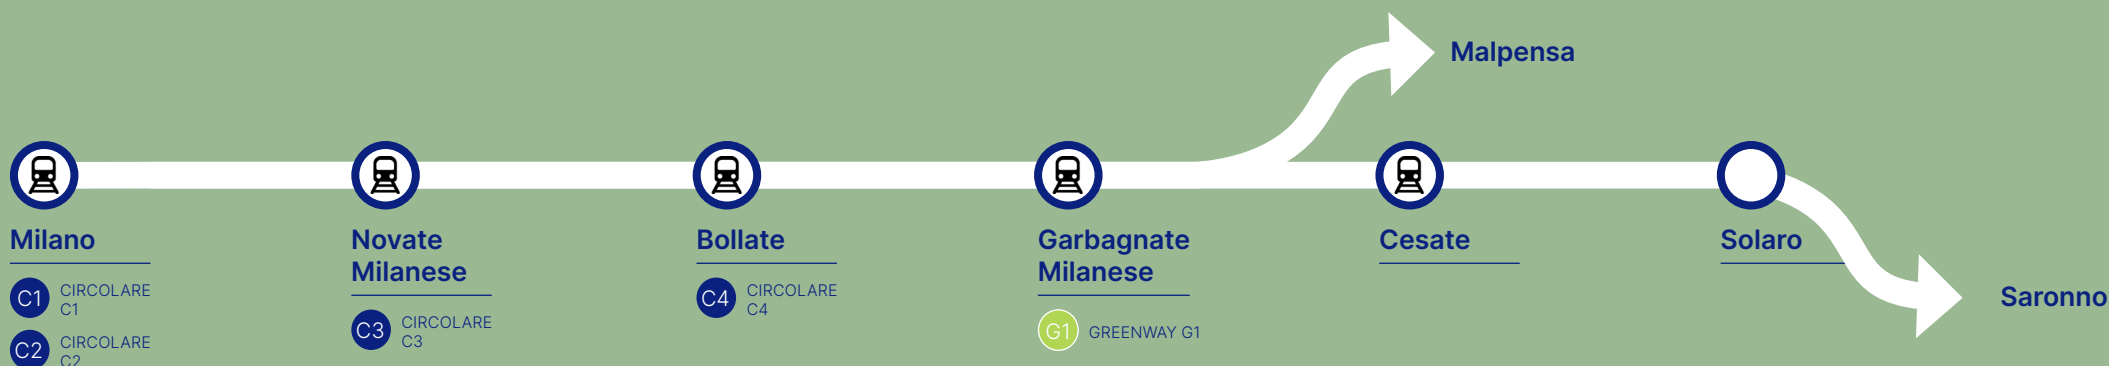 Malpensa
Milano
C1 CIRCOLARE
C1
C2 CIRCOLARE
C2
Novate
Milanese
C3 CIRCOLARE
C3
Bollate
C4 CIRCOLARE
C4
Garbagnate
Milanese
G1 GREENWAY G1
Cesate
Solaro
Saronno